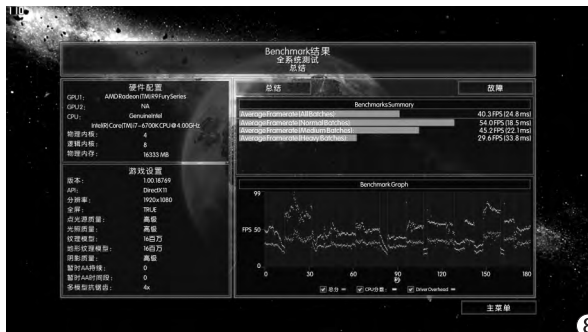 Benchmark结果
全系统测试
总结
硬件配置
GPU1: AMD Radeon (TM) R9 Fury Series
GPU2: NA
CPU: GenuineIntel
Intel(R) Core(TM) i7-6700K CPU @ 4.00GHz
物理内核: 4
逻辑内核: 8
物理内存: 16333 MB
游戏设置
版本: 1.00.18769
API: DirectX11
分辨率: 1920x1080
全屏: TRUE
点光源质量: 高级
光照质量: 高级
纹理模型: 16百万
地形纹理模型: 16百万
阴影质量: 高级
暂时AA持续: 0
暂时AA时间段: 0
多模型抗锯齿: 4x
总结
故障
Benchmarks Summary
Average Framerate (All Batches) 40.3 FPS (24.8 ms)
Average Framerate (Normal Batches) 54.0 FPS (18.5 ms)
Average Framerate (Medium Batches) 45.2 FPS (22.1 ms)
Average Framerate (Heavy Batches) 29.6 FPS (33.8 ms)
Benchmark Graph
99
FPS 50
0
0 30 60 90 120 150 180
秒
总分 CPU分数: Driver Overhead
主菜单